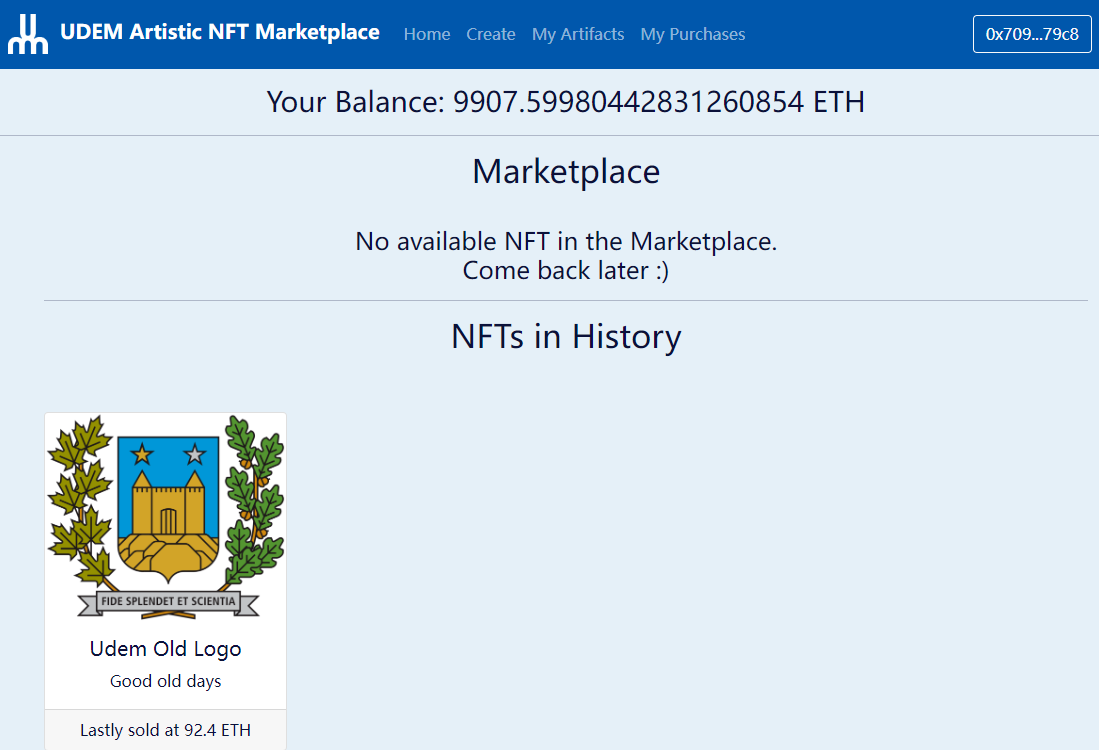 UDEM Artistic NFT Marketplace
Home
Create
My Artifacts
My Purchases
0x709...79c8
Your Balance: 9907.59980442831260854 ETH
Marketplace
No available NFT in the Marketplace.
Come back later :)
NFTs in History
FIDE SPLENDET ET SCIENTIA
Udem Old Logo
Good old days
Lastly sold at 92.4 ETH